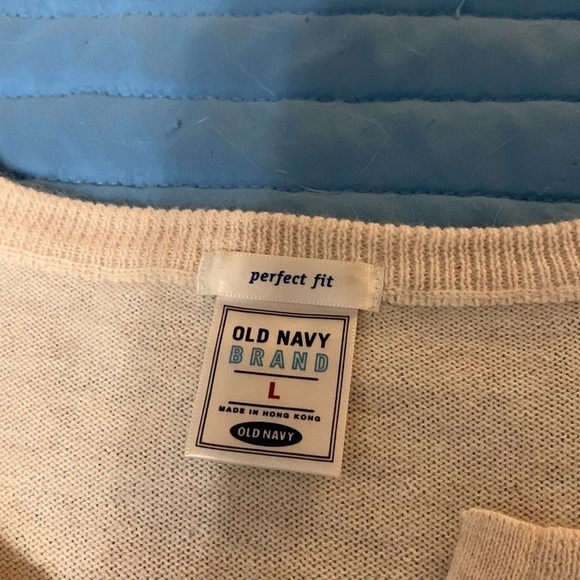 perfect fit
OLD NAVY
BRAND
L
MADE IN HONG KONG
OLD NAVY